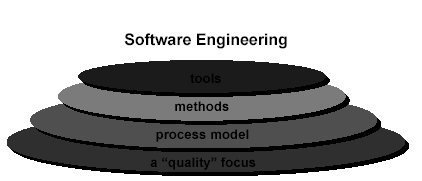 Software Engineering
tools
methods
process model
a “quality” focus